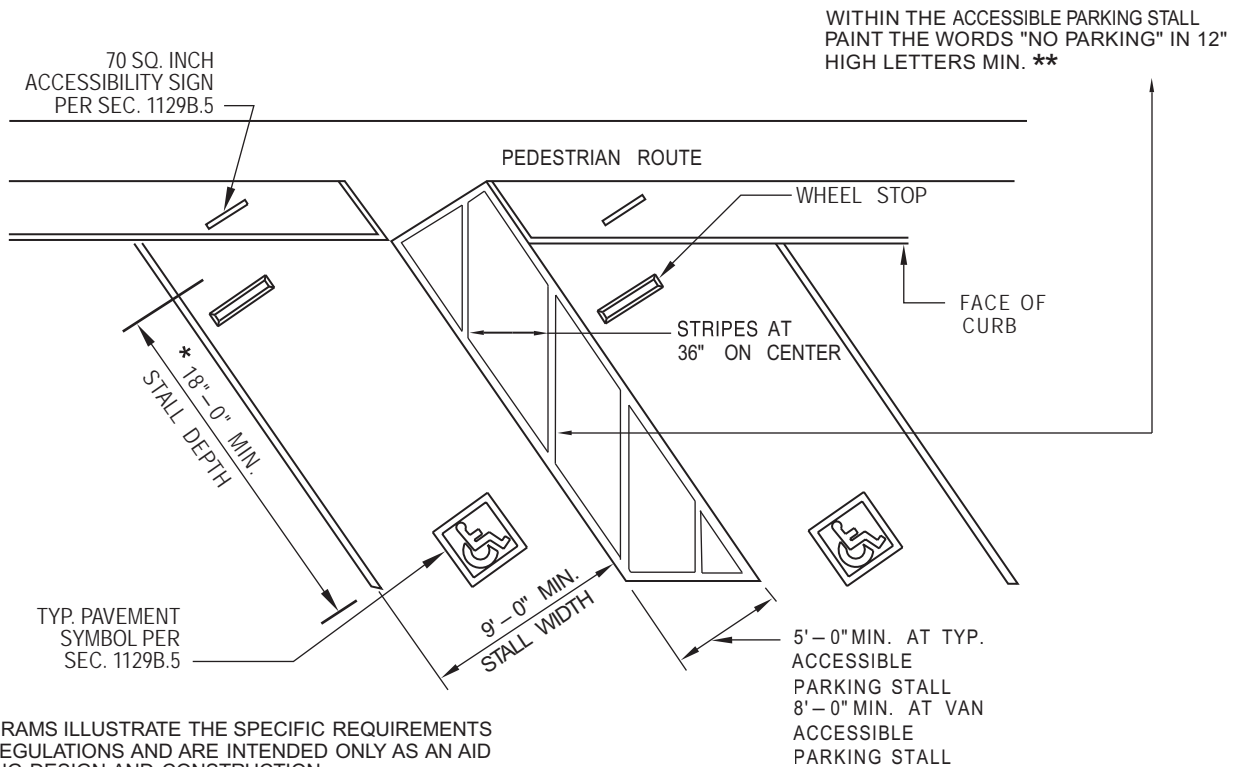 WITHIN THE ACCESSIBLE PARKING STALL
PAINT THE WORDS "NO PARKING" IN 12"
HIGH LETTERS MIN. **
70 SQ. INCH
ACCESSIBILITY SIGN
PER SEC. 1129B.5
PEDESTRIAN ROUTE
WHEEL STOP
FACE OF
CURB
STRIPES AT
36" ON CENTER
* 18"–0" MIN.
STALL DEPTH
9'–0" MIN.
STALL WIDTH
TYP. PAVEMENT
SYMBOL PER
SEC. 1129B.5
5'–0" MIN. AT TYP.
ACCESSIBLE
PARKING STALL
8'–0" MIN. AT VAN
ACCESSIBLE
PARKING STALL
RAMS ILLUSTRATE THE SPECIFIC REQUIREMENTS
EGULATIONS AND ARE INTENDED ONLY AS AN AID